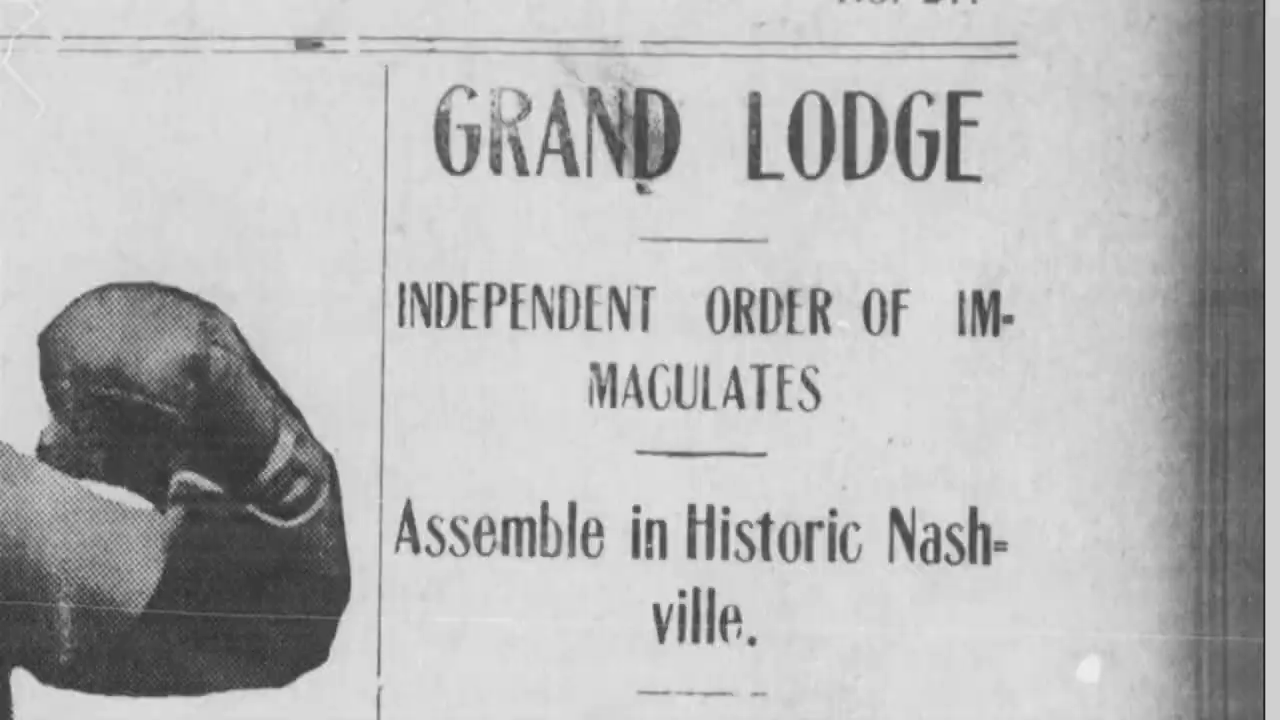 GRAND LODGE
INDEPENDENT ORDER OF IM-
MACULATES
Assemble in Historic Nash-
ville.